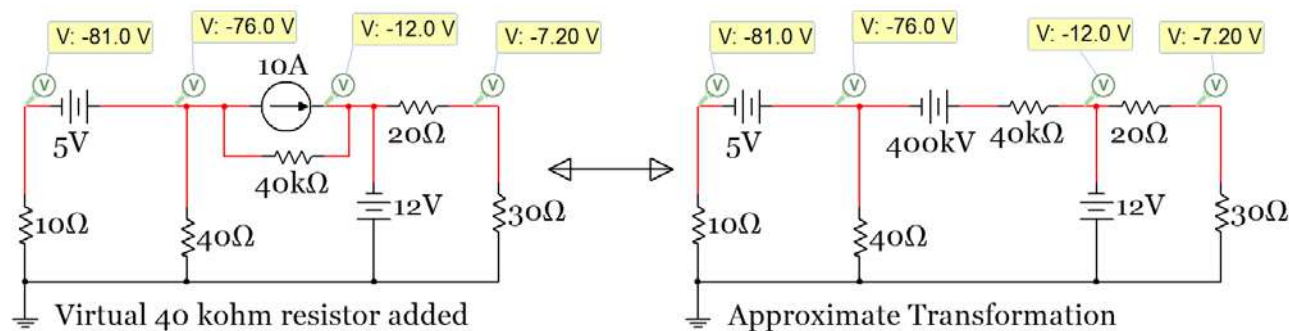 V: -81.0 V
V: -76.0 V
V: -12.0 V
V: -7.20 V
V
V
V
V
10A
5V
20Ω
40kΩ
12V
10Ω
40Ω
30Ω
Virtual 40 kohm resistor added
V: -81.0 V
V: -76.0 V
V: -12.0 V
V: -7.20 V
V
V
V
V
5V
400kV
40kΩ
20Ω
12V
10Ω
40Ω
30Ω
Approximate Transformation